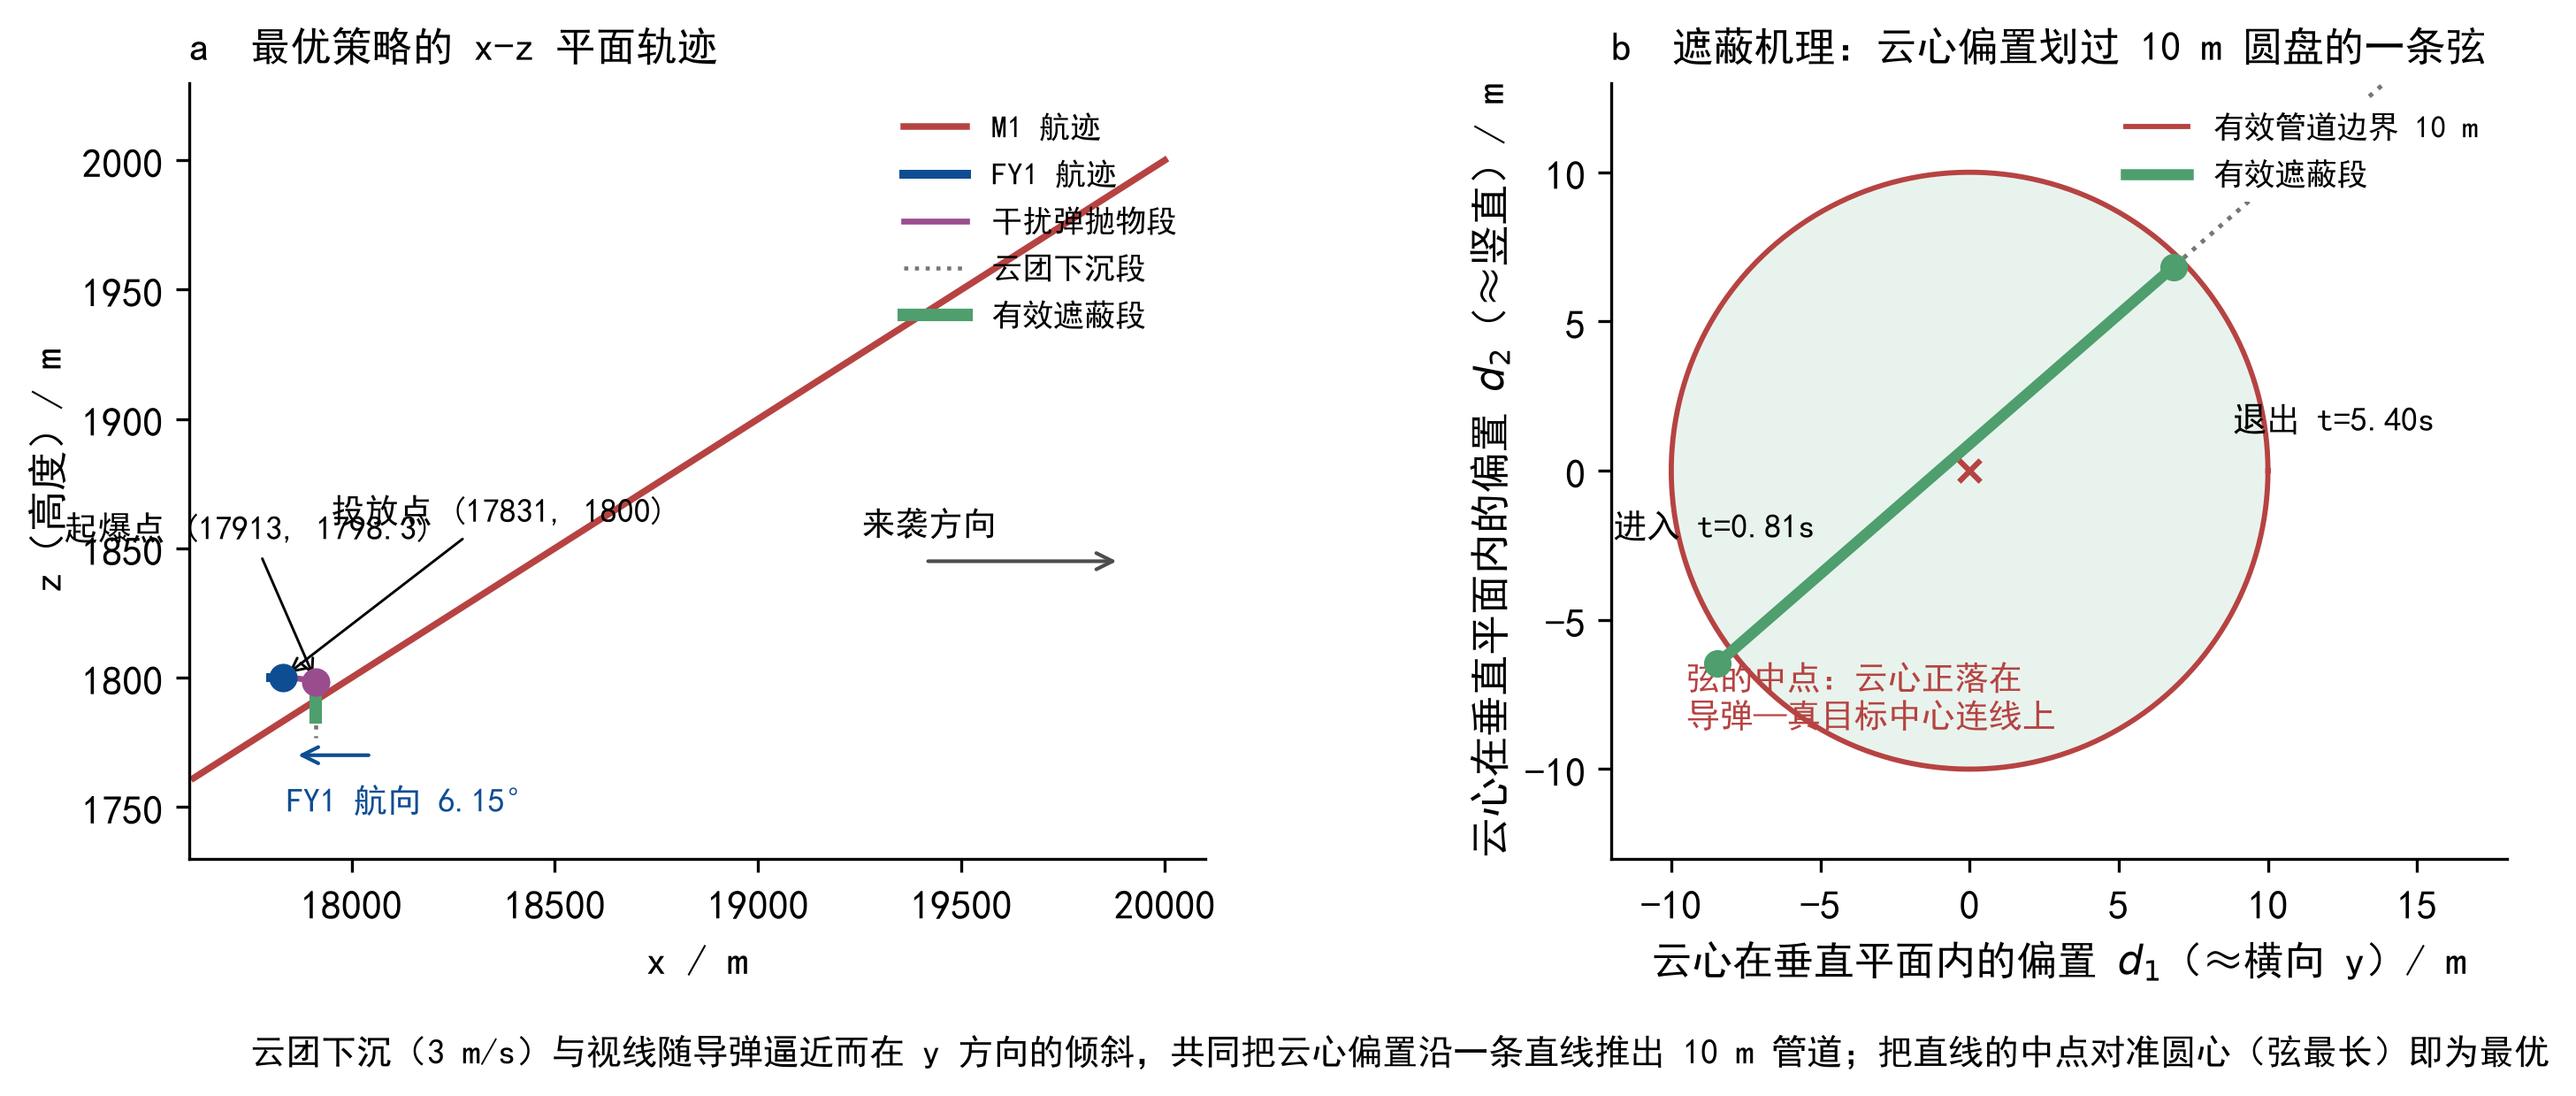 a 最优策略的 x-z 平面轨迹
M1 航迹
FY1 航迹
干扰弹抛物段
云团下沉段
有效遮蔽段
z（高度）/ m
2000
1950
1900
1850
1800
1750
投放点 (17831, 1800)
起爆点 (17913, 1798.3)
来袭方向
FY1 航向 6.15°
18000 18500 19000 19500 20000
x / m
b 遮蔽机理：云心偏置划过 10 m 圆盘的一条弦
有效管道边界 10 m
有效遮蔽段
云心在垂直平面内的偏置 d₂（≈竖直）/ m
10
5
0
−5
−10
退出 t=5.40s
进入 t=0.81s
弦的中点：云心正落在
导弹—真目标中心连线上
−10 −5 0 5 10 15
云心在垂直平面内的偏置 d₁（≈横向 y）/ m
云团下沉（3 m/s）与视线随导弹逼近而在 y 方向的倾斜，共同把云心偏置沿一条直线推出 10 m 管道；把直线的中点对准圆心（弦最长）即为最优